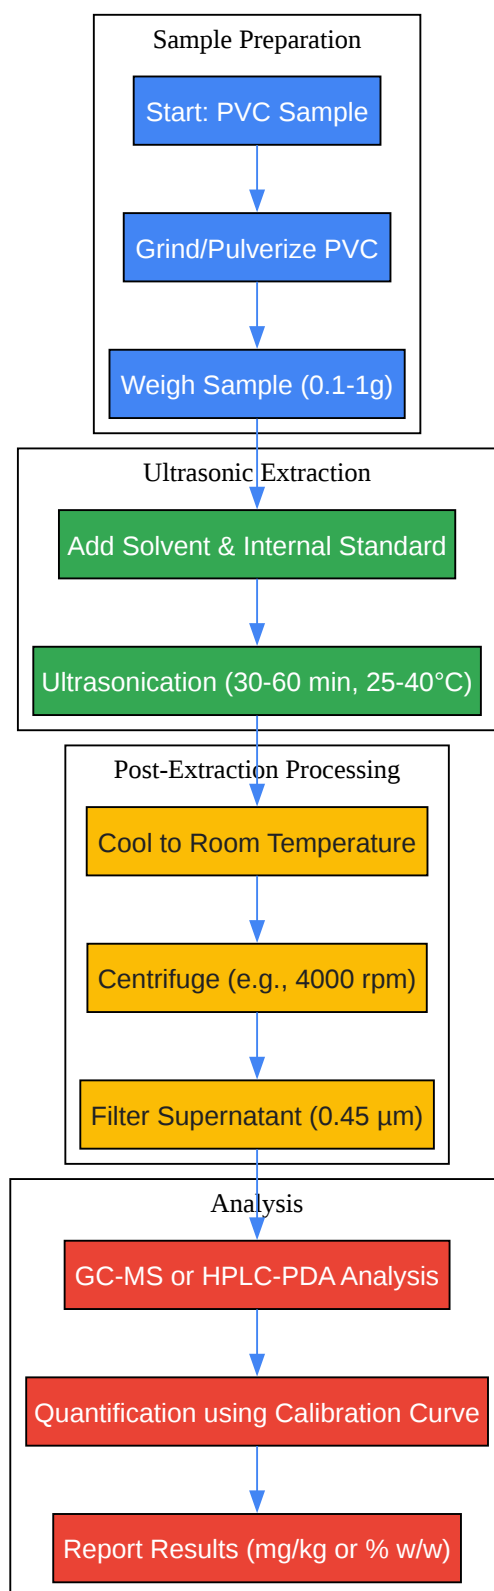 Sample Preparation
Start: PVC Sample
Grind/Pulverize PVC
Weigh Sample (0.1-1g)
Ultrasonic Extraction
Add Solvent & Internal Standard
Ultrasonication (30-60 min, 25-40°C)
Post-Extraction Processing
Cool to Room Temperature
Centrifuge (e.g., 4000 rpm)
Filter Supernatant (0.45 µm)
Analysis
GC-MS or HPLC-PDA Analysis
Quantification using Calibration Curve
Report Results (mg/kg or % w/w)